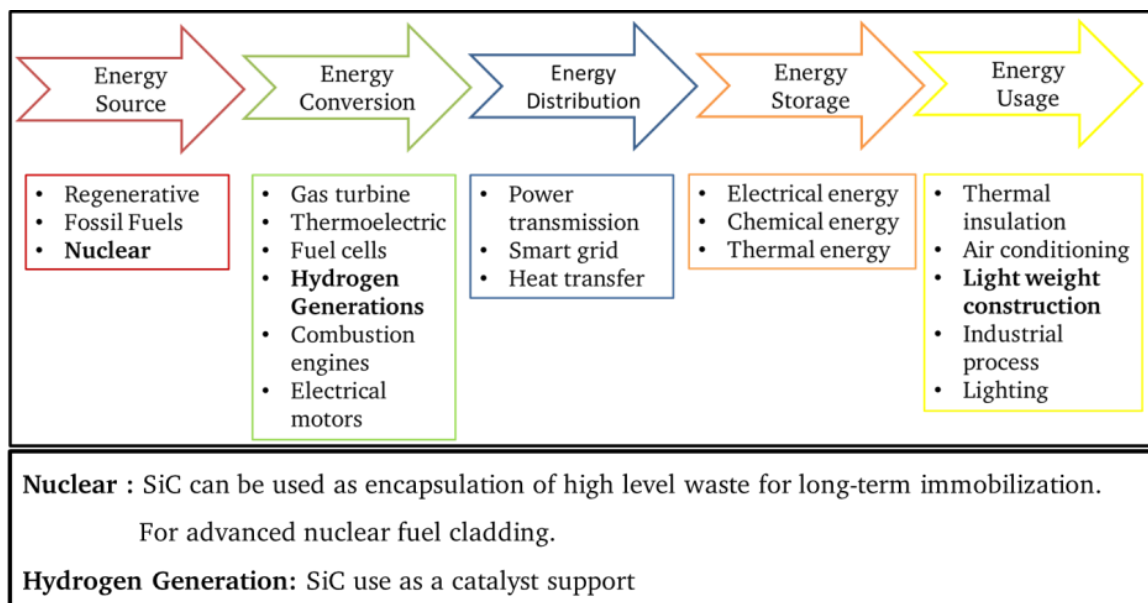 Energy
Source
Energy
Conversion
Energy
Distribution
Energy
Storage
Energy
Usage
• Regenerative
• Fossil Fuels
• Nuclear
• Gas turbine
• Thermoelectric
• Fuel cells
• Hydrogen
Generations
• Combustion
engines
• Electrical
motors
• Power
transmission
• Smart grid
• Heat transfer
• Electrical energy
• Chemical energy
• Thermal energy
• Thermal
insulation
• Air conditioning
• Light weight
construction
• Industrial
process
• Lighting
Nuclear : SiC can be used as encapsulation of high level waste for long-term immobilization.
For advanced nuclear fuel cladding.
Hydrogen Generation: SiC use as a catalyst support